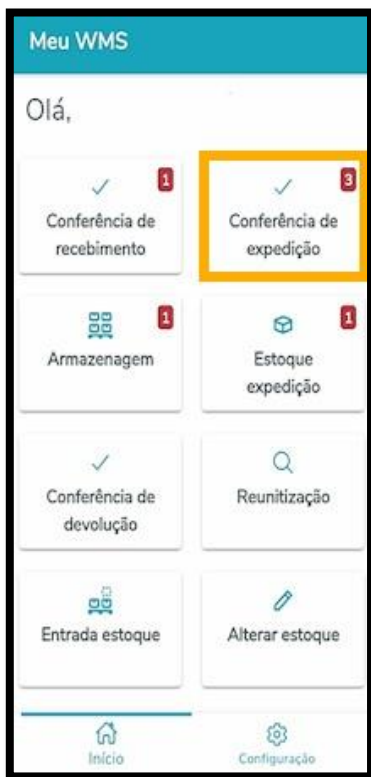 Meu WMS
Olá,
1
3
Conferência de
recebimento
Conferência de
expedição
1
1
Armazenagem
Estoque
expedição
Conferência de
devolução
Reunitização
Entrada estoque
Alterar estoque
Início
Configuração